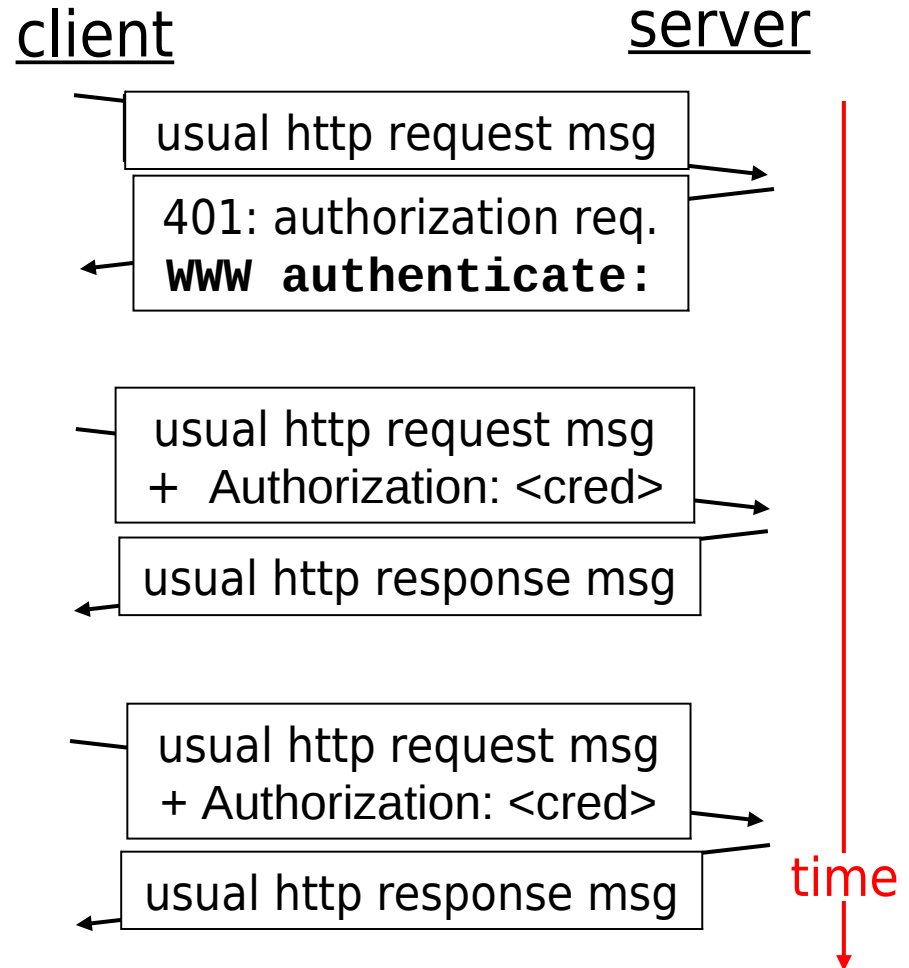 client
server
usual http request msg
401: authorization req.
WWW authenticate:
usual http request msg
+ Authorization: <cred>
usual http response msg
usual http request msg
+ Authorization: <cred>
time
usual http response msg